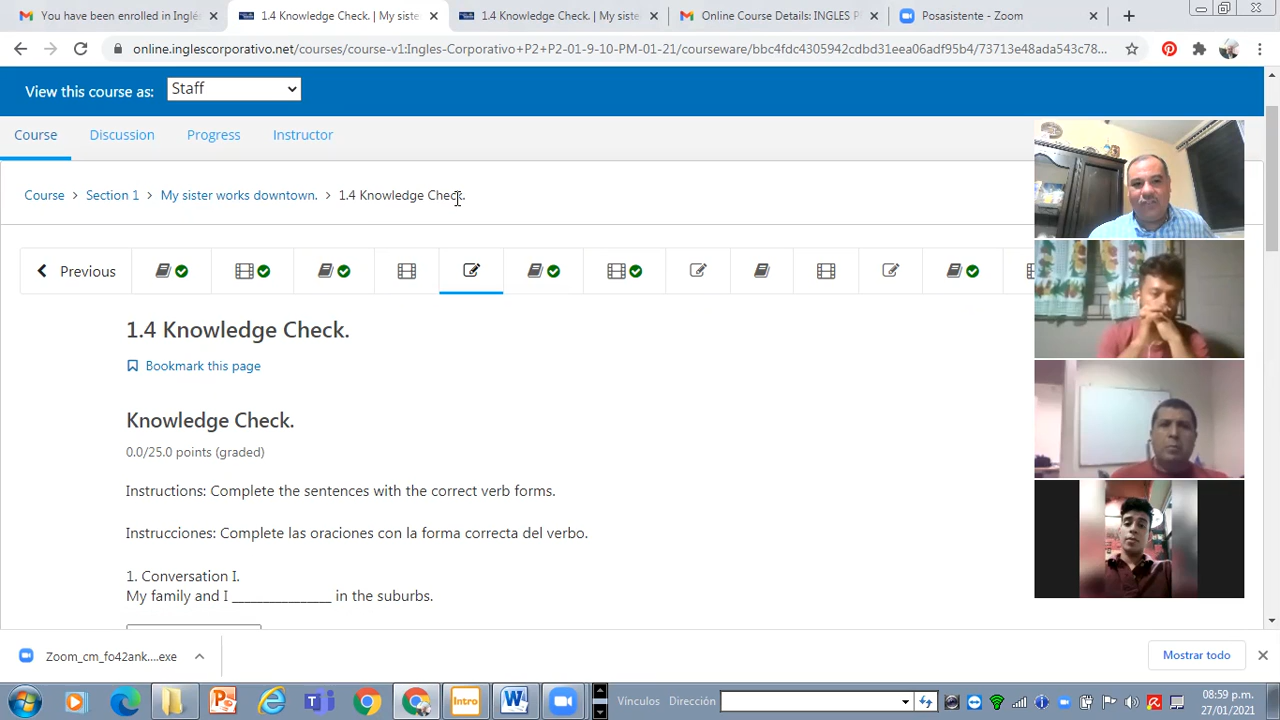 You have been enrolled in Inglé
1.4 Knowledge Check. | My siste
1.4 Knowledge Check. | My siste
Online Course Details: INGLES P
Posasistente - Zoom
online.inglescorporativo.net/courses/course-v1:Ingles-Corporativo+P2+P2-01-9-10-PM-01-21/courseware/bbc4fdc4305942cdbd31eea06adf95b4/73713e48ada543c78...
View this course as: Staff
Course Discussion Progress Instructor
Course > Section 1 > My sister works downtown. > 1.4 Knowledge Check.
Previous
1.4 Knowledge Check.
Bookmark this page
Knowledge Check.
0.0/25.0 points (graded)
Instructions: Complete the sentences with the correct verb forms.
Instrucciones: Complete las oraciones con la forma correcta del verbo.
1. Conversation I.
My family and I ________________ in the suburbs.
Zoom_cm_fo42ank....exe
Mostrar todo
Intro
Vínculos Dirección
08:59 p.m.
27/01/2021